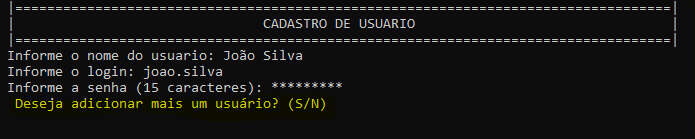 |==================================================================================|
| CADASTRO DE USUARIO |
|==================================================================================|
Informe o nome do usuario: João Silva
Informe o login: joao.silva
Informe a senha (15 caracteres): *********
Deseja adicionar mais um usuário? (S/N)